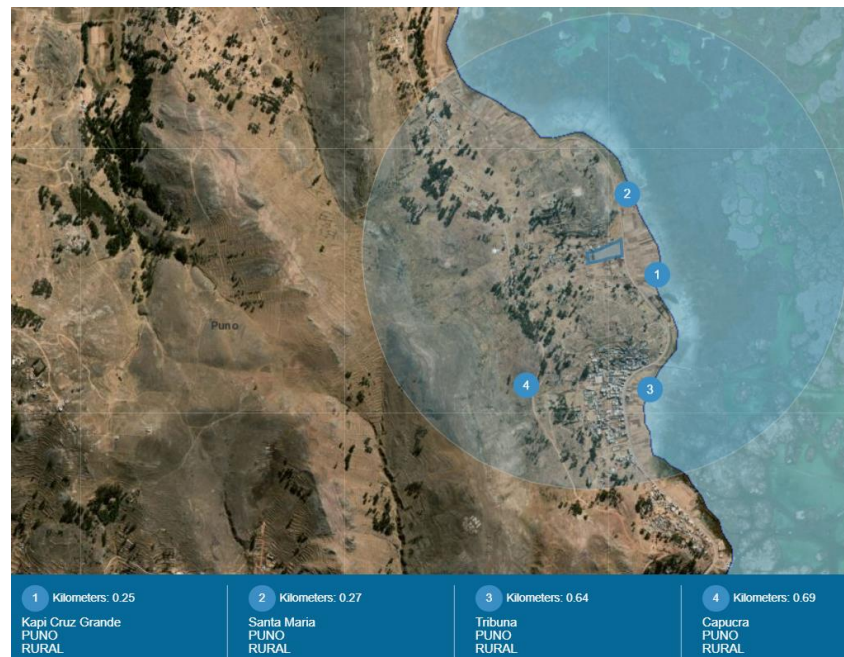 2
1
Puno
4
3
1 Kilometers: 0.25
Kapi Cruz Grande
PUNO
RURAL
2 Kilometers: 0.27
Santa Maria
PUNO
RURAL
3 Kilometers: 0.64
Tribuna
PUNO
RURAL
4 Kilometers: 0.69
Capucra
PUNO
RURAL